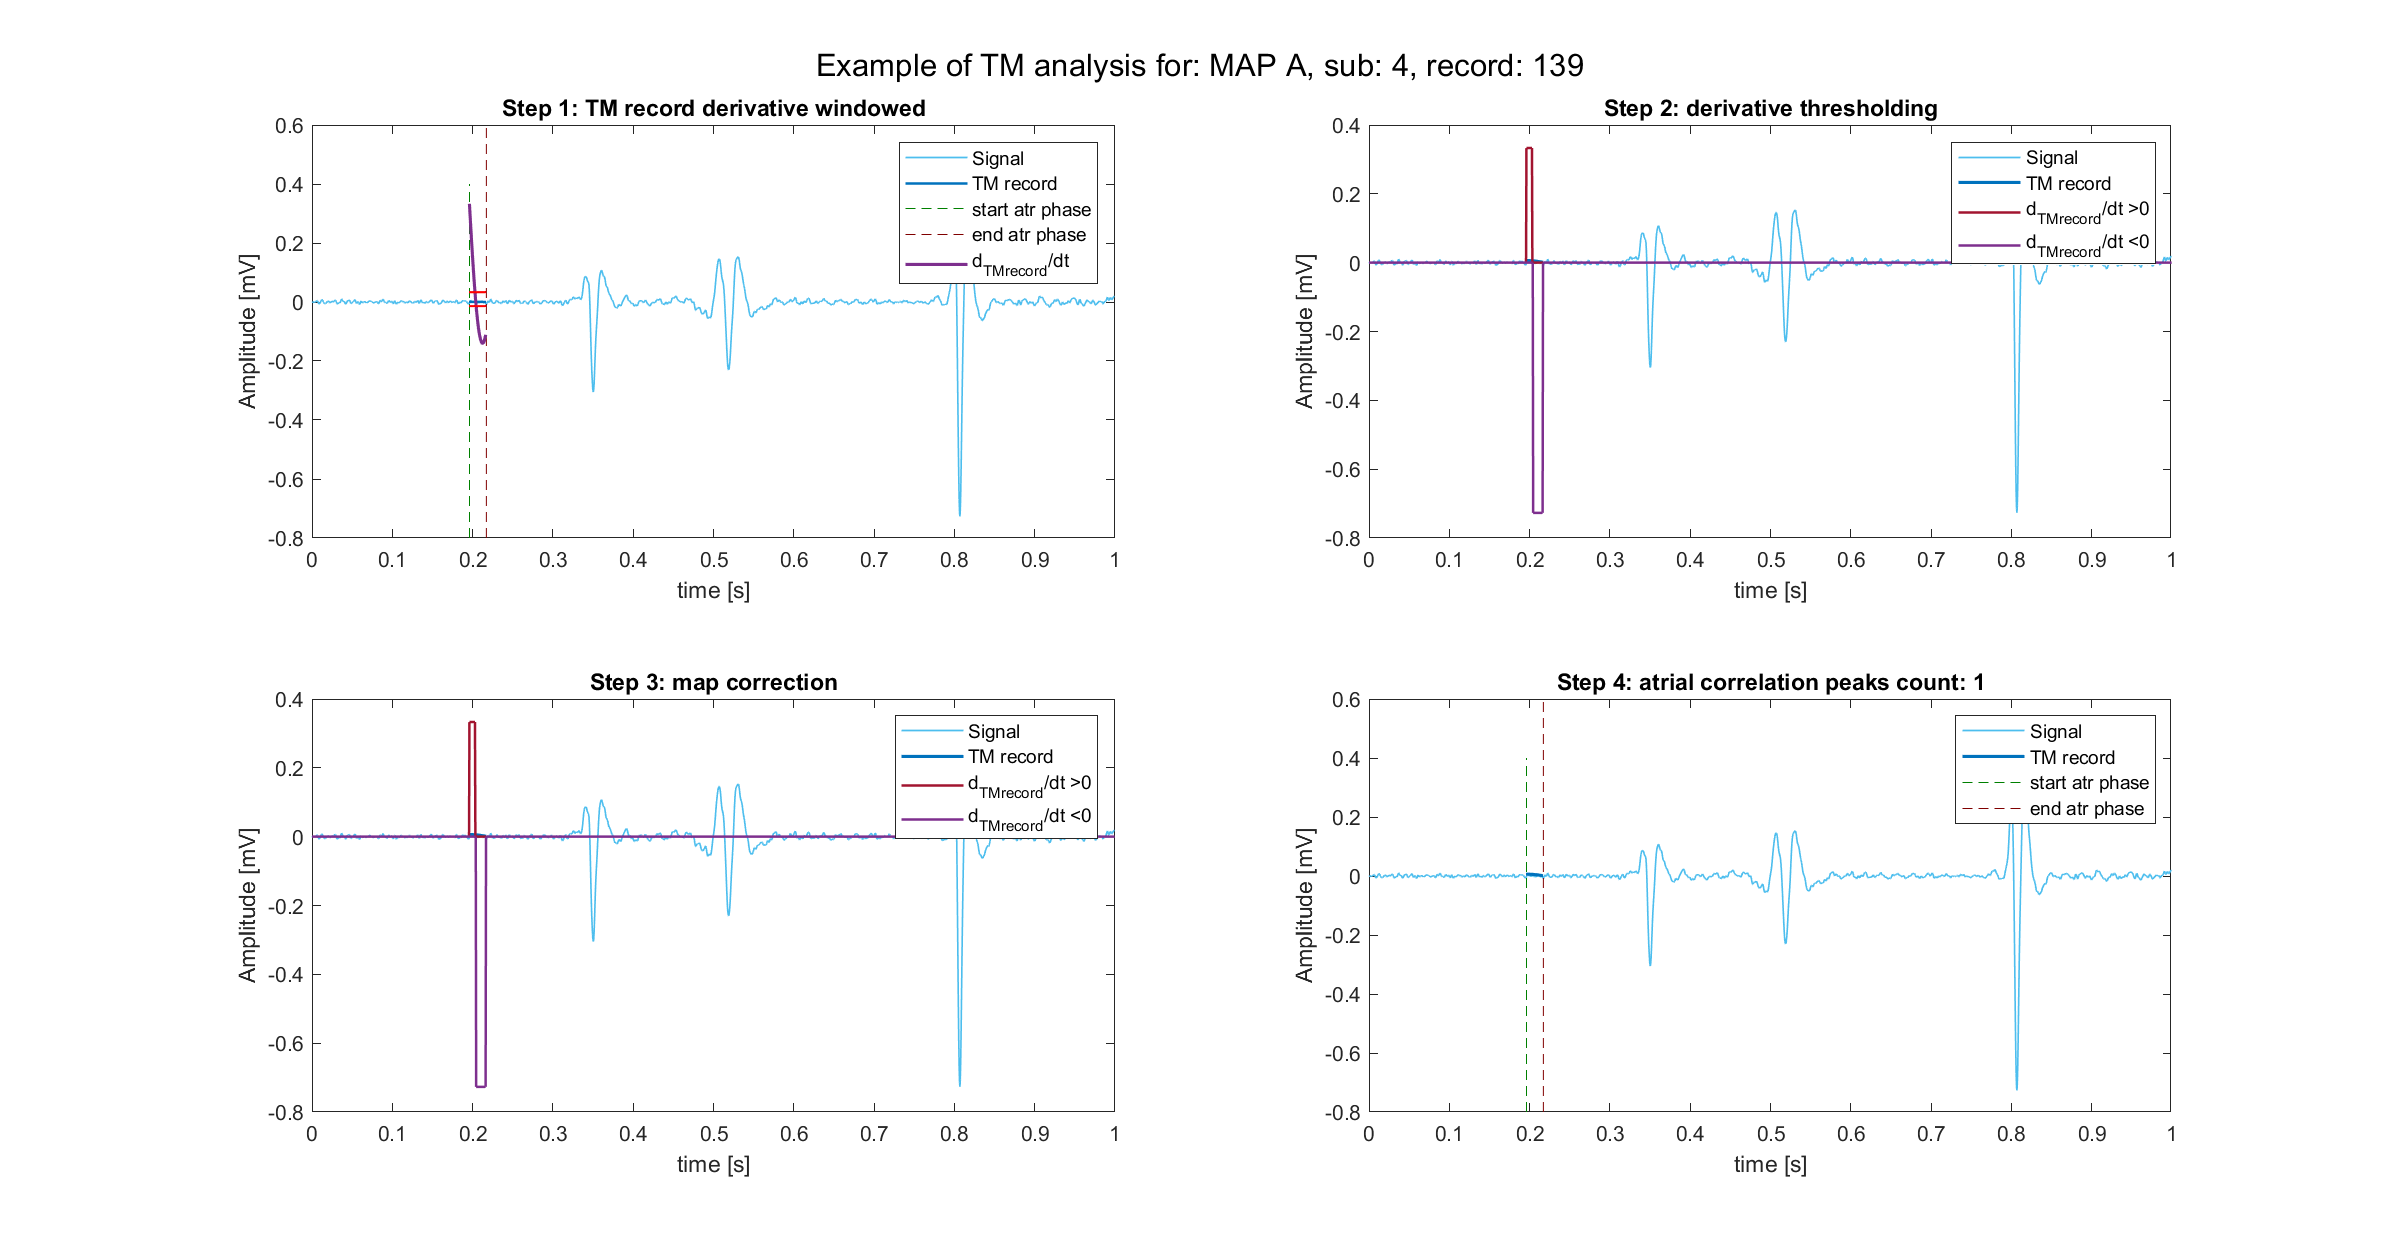 Example of TM analysis for: MAP A, sub: 4, record: 139
Step 1: TM record derivative windowed
0.6
0.4
0.2
0
-0.2
-0.4
-0.6
-0.8
Amplitude [mV]
0 0.1 0.2 0.3 0.4 0.5 0.6 0.7 0.8 0.9 1
time [s]
Signal
TM record
start atr phase
end atr phase
dTMrecord/dt
Step 2: derivative thresholding
0.4
0.2
0
-0.2
-0.4
-0.6
-0.8
Amplitude [mV]
0 0.1 0.2 0.3 0.4 0.5 0.6 0.7 0.8 0.9 1
time [s]
Signal
TM record
dTMrecord/dt >0
dTMrecord/dt <0
Step 3: map correction
0.4
0.2
0
-0.2
-0.4
-0.6
-0.8
Amplitude [mV]
0 0.1 0.2 0.3 0.4 0.5 0.6 0.7 0.8 0.9 1
time [s]
Signal
TM record
dTMrecord/dt >0
dTMrecord/dt <0
Step 4: atrial correlation peaks count: 1
0.6
0.4
0.2
0
-0.2
-0.4
-0.6
-0.8
Amplitude [mV]
0 0.1 0.2 0.3 0.4 0.5 0.6 0.7 0.8 0.9 1
time [s]
Signal
TM record
start atr phase
end atr phase